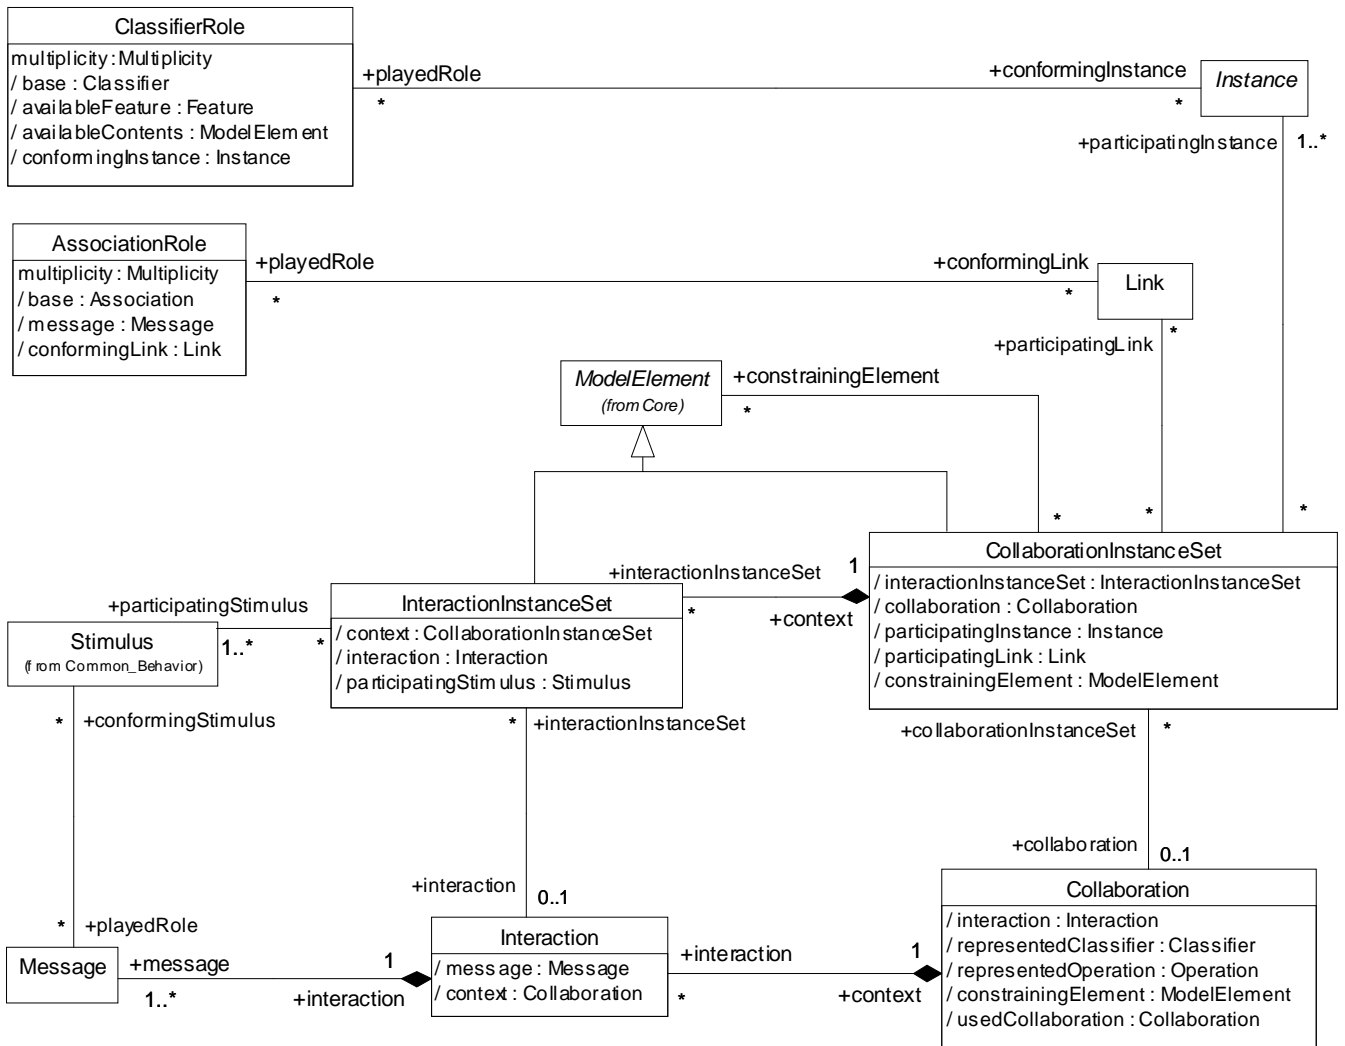 ClassifierRole
multiplicity : Multiplicity
/ base : Classifier
/ availableFeature : Feature
/ availableContents : ModelElement
/ conformingInstance : Instance
+playedRole
*
+conformingInstance
*
Instance
+participatingInstance
1..*
AssociationRole
multiplicity : Multiplicity
/ base : Association
/ message : Message
/ conformingLink : Link
+playedRole
*
+conformingLink
*
Link
+participatingLink
*
ModelElement
(from Core)
+constrainingElement
*
*
*
*
CollaborationInstanceSet
/ interactionInstanceSet : InteractionInstanceSet
/ collaboration : Collaboration
/ participatingInstance : Instance
/ participatingLink : Link
/ constrainingElement : ModelElement
+interactionInstanceSet
1
*
+context
InteractionInstanceSet
/ context : CollaborationInstanceSet
/ interaction : Interaction
/ participatingStimulus : Stimulus
+participatingStimulus
1..*
*
Stimulus
(from Common_Behavior)
*
+conformingStimulus
*
+interactionInstanceSet
+collaborationInstanceSet
*
+collaboration
0..1
+interaction
0..1
*
+playedRole
Message
+message
1..*
1
+interaction
Interaction
/ message : Message
/ context : Collaboration
+interaction
*
1
+context
Collaboration
/ interaction : Interaction
/ representedClassifier : Classifier
/ representedOperation : Operation
/ constrainingElement : ModelElement
/ usedCollaboration : Collaboration